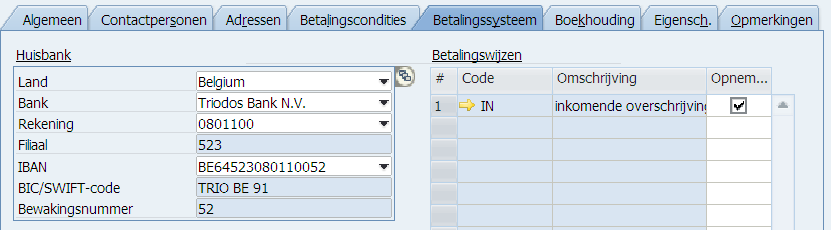 Algemeen Contactpersonen Adressen Betalingscondities Betalingssysteem Boekhouding Eigensch. Opmerkingen
Huisbank
Land Belgium
Bank Triodos Bank N.V.
Rekening 0801100
Filiaal 523
IBAN BE64523080110052
BIC/SWIFT-code TRIO BE 91
Bewakingsnummer 52
Betalingswijzen
# Code Omschrijving Opnem...
1 IN inkomende overschrijving